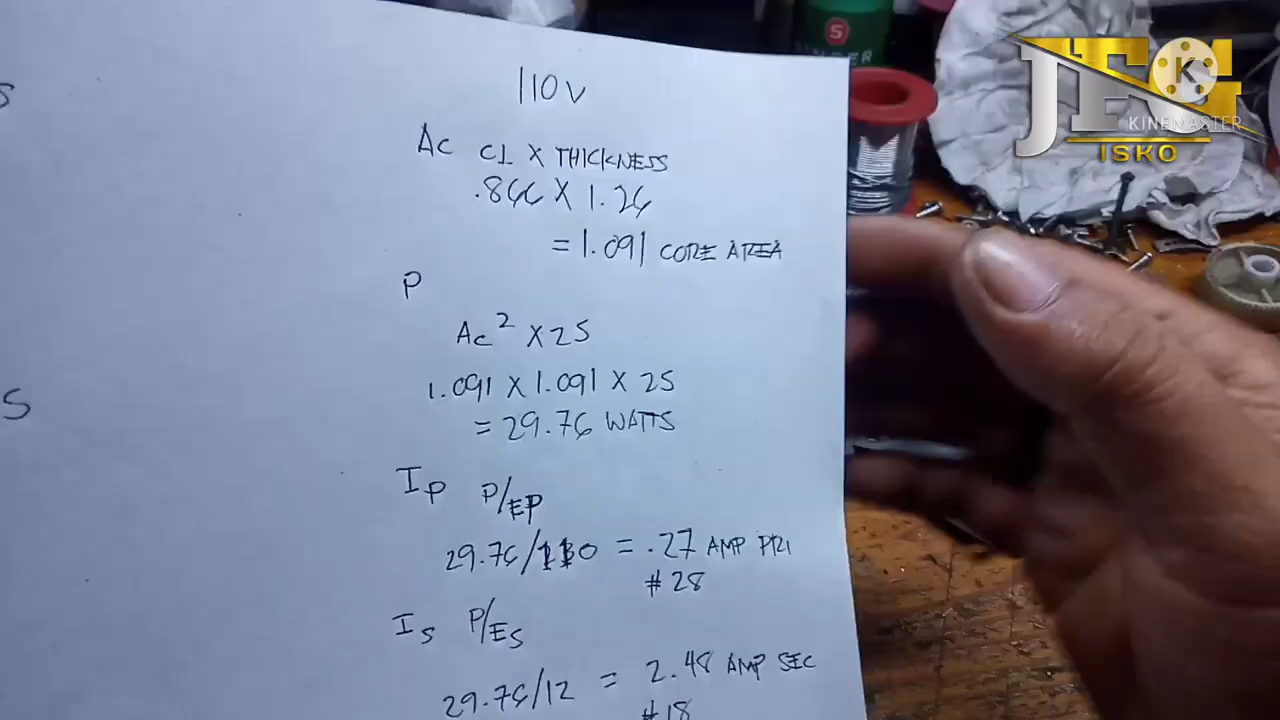 110V
Ac CL X THICKNESS
.866 X 1.26
= 1.091 CORE AREA
P
Ac² X 25
1.091 X 1.091 X 25
= 29.76 WATTS
Ip P/Ep
29.76/110 = .27 AMP PRI
#28
Is P/Es
29.76/12 = 2.48 AMP SEC
#18
S
S
JEG
K
KINEMASTER
ISKO
S